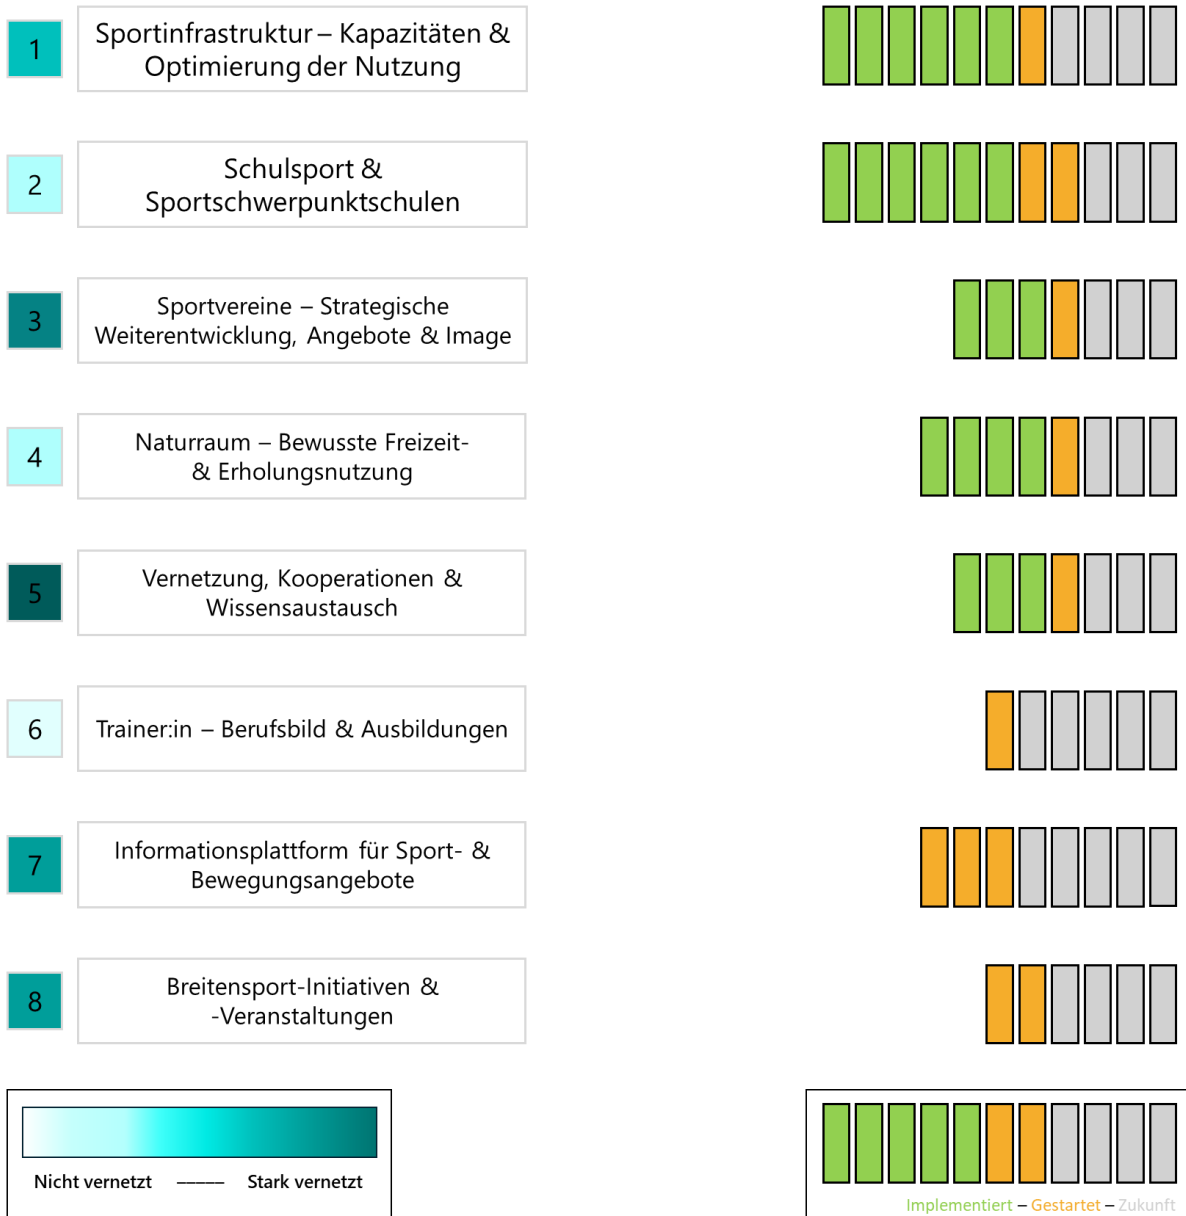 1
Sportinfrastruktur – Kapazitäten &
Optimierung der Nutzung
2
Schulsport &
Sportschwerpunktschulen
3
Sportvereine – Strategische
Weiterentwicklung, Angebote & Image
4
Naturraum – Bewusste Freizeit-
& Erholungsnutzung
5
Vernetzung, Kooperationen &
Wissensaustausch
6
Trainer:in – Berufsbild & Ausbildungen
7
Informationsplattform für Sport- &
Bewegungsangebote
8
Breitensport-Initiativen &
-Veranstaltungen
Nicht vernetzt ––––– Stark vernetzt
Implementiert – Gestartet – Zukunft